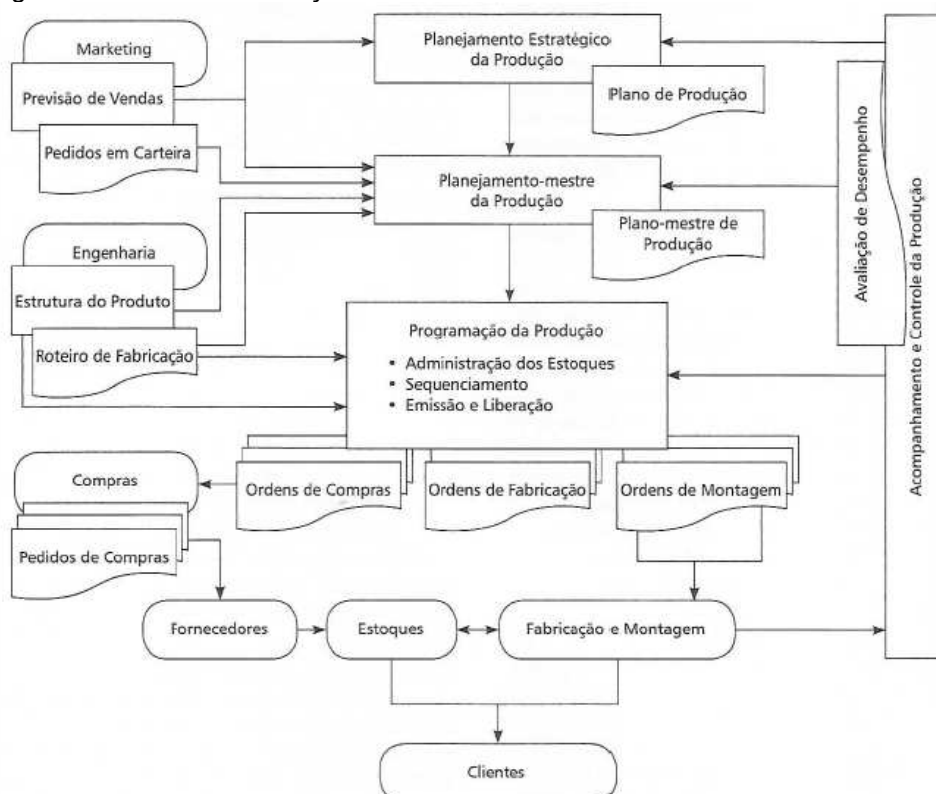 Marketing
Previsão de Vendas
Pedidos em Carteira
Engenharia
Estrutura do Produto
Roteiro de Fabricação
Compras
Pedidos de Compras
Planejamento Estratégico
da Produção
Plano de Produção
Planejamento-mestre
da Produção
Plano-mestre de
Produção
Programação da Produção
• Administração dos Estoques
• Sequenciamento
• Emissão e Liberação
Ordens de Compras
Ordens de Fabricação
Ordens de Montagem
Fornecedores
Estoques
Fabricação e Montagem
Clientes
Avaliação de Desempenho
Acompanhamento e Controle da Produção